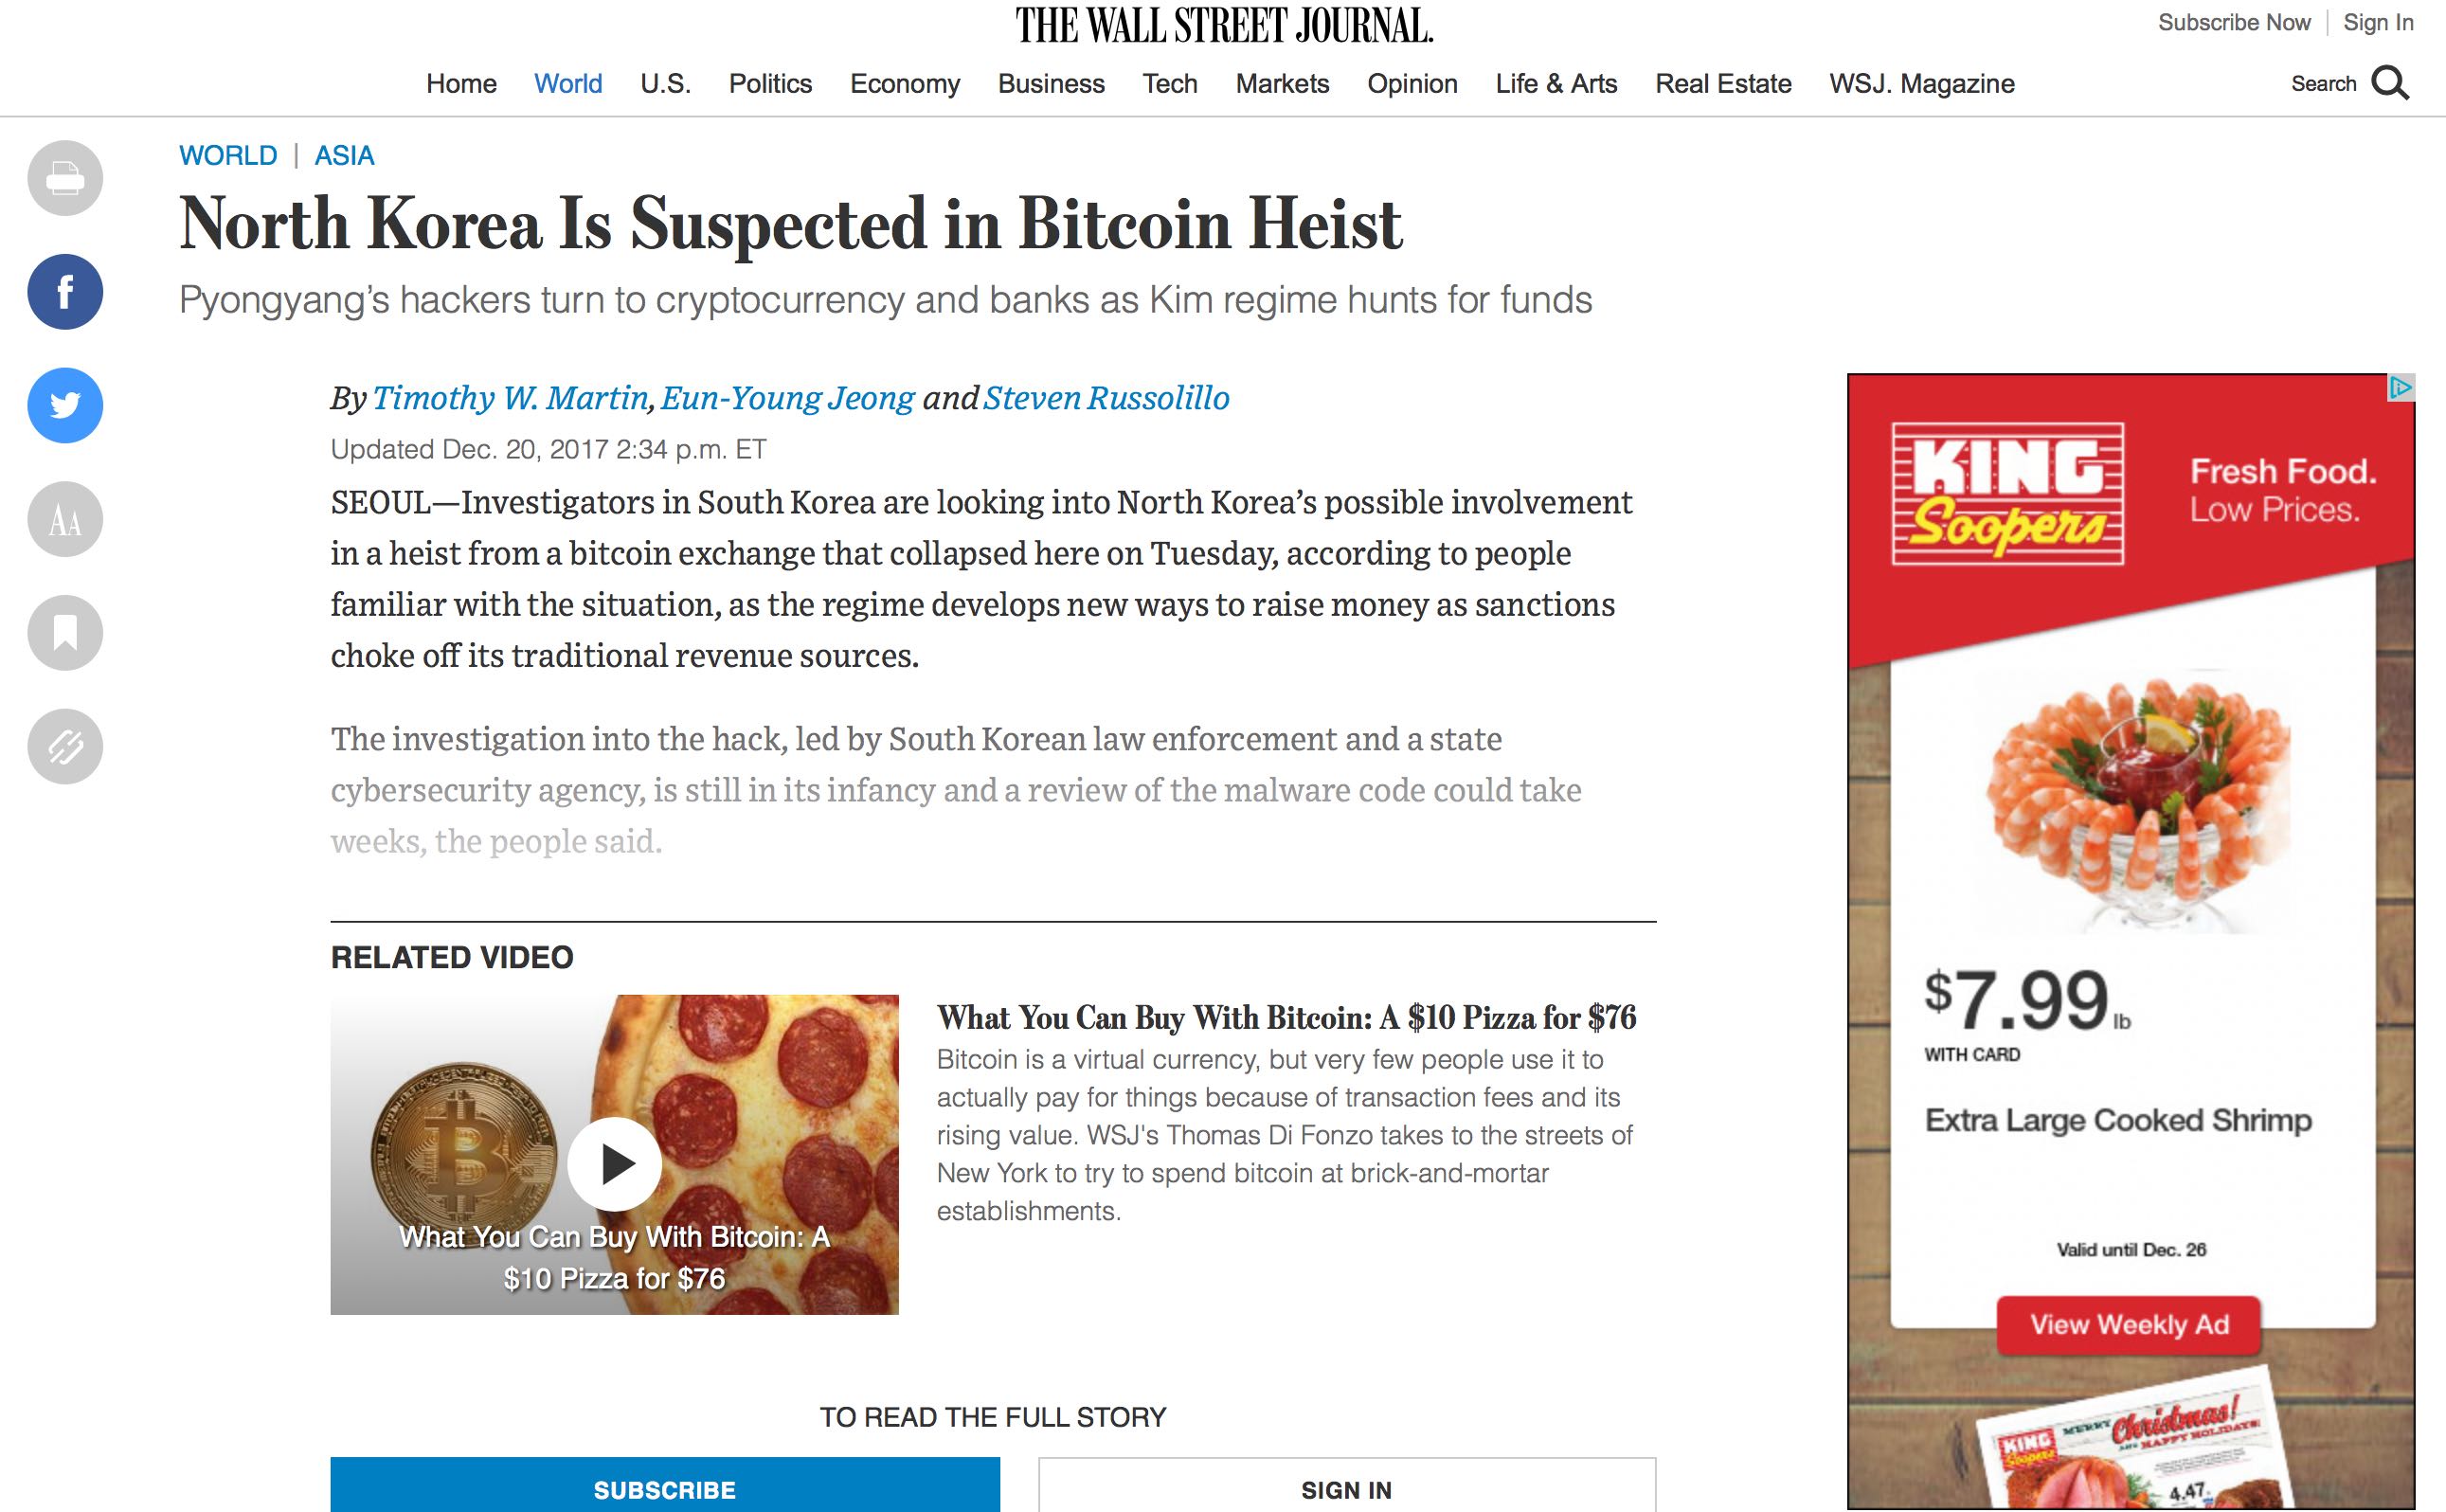 THE WALL STREET JOURNAL.
Subscribe Now | Sign In
Home World U.S. Politics Economy Business Tech Markets Opinion Life & Arts Real Estate WSJ. Magazine
Search
WORLD | ASIA
North Korea Is Suspected in Bitcoin Heist
Pyongyang’s hackers turn to cryptocurrency and banks as Kim regime hunts for funds
By Timothy W. Martin, Eun-Young Jeong and Steven Russolillo
Updated Dec. 20, 2017 2:34 p.m. ET
SEOUL—Investigators in South Korea are looking into North Korea’s possible involvement
in a heist from a bitcoin exchange that collapsed here on Tuesday, according to people
familiar with the situation, as the regime develops new ways to raise money as sanctions
choke off its traditional revenue sources.
The investigation into the hack, led by South Korean law enforcement and a state
cybersecurity agency, is still in its infancy and a review of the malware code could take
weeks, the people said.
RELATED VIDEO
What You Can Buy With Bitcoin: A
$10 Pizza for $76
What You Can Buy With Bitcoin: A $10 Pizza for $76
Bitcoin is a virtual currency, but very few people use it to
actually pay for things because of transaction fees and its
rising value. WSJ's Thomas Di Fonzo takes to the streets of
New York to try to spend bitcoin at brick-and-mortar
establishments.
TO READ THE FULL STORY
SUBSCRIBE
SIGN IN
f
AA
KING
Soopers
Fresh Food.
Low Prices.
$7.99 lb
WITH CARD
Extra Large Cooked Shrimp
Valid until Dec. 26
View Weekly Ad
KING
Soopers
MERRY Christmas!
AND HAPPY HOLIDAYS!
4.47